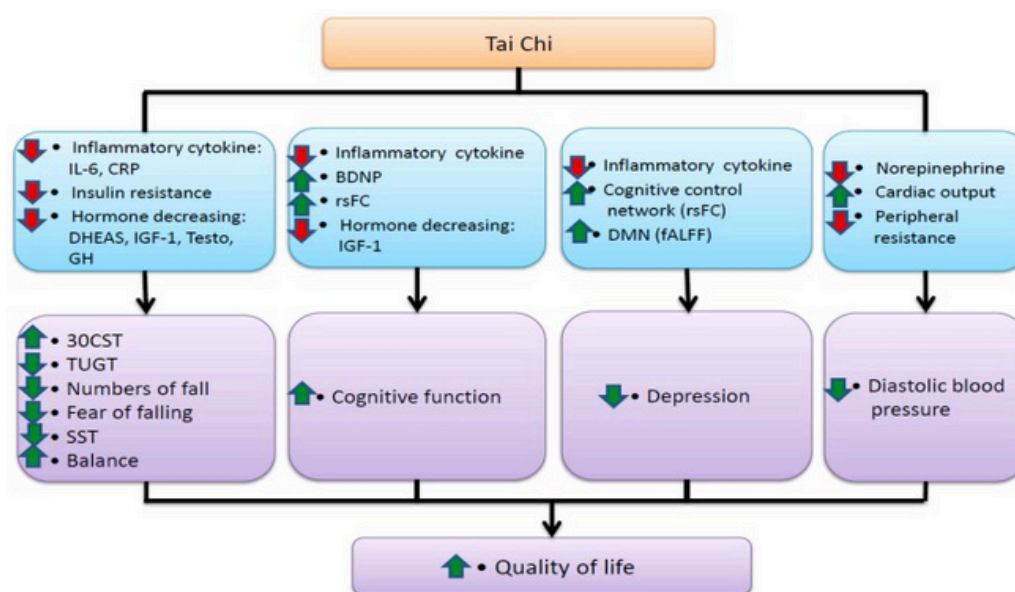 Tai Chi
• Inflammatory cytokine:
IL-6, CRP
• Insulin resistance
• Hormone decreasing:
DHEAS, IGF-1, Testo,
GH
• Inflammatory cytokine
• BDNP
• rsFC
• Hormone decreasing:
IGF-1
• Inflammatory cytokine
• Cognitive control
network (rsFC)
• DMN (fALFF)
• Norepinephrine
• Cardiac output
• Peripheral
resistance
• 30CST
• TUGT
• Numbers of fall
• Fear of falling
• SST
• Balance
• Cognitive function
• Depression
• Diastolic blood
pressure
• Quality of life